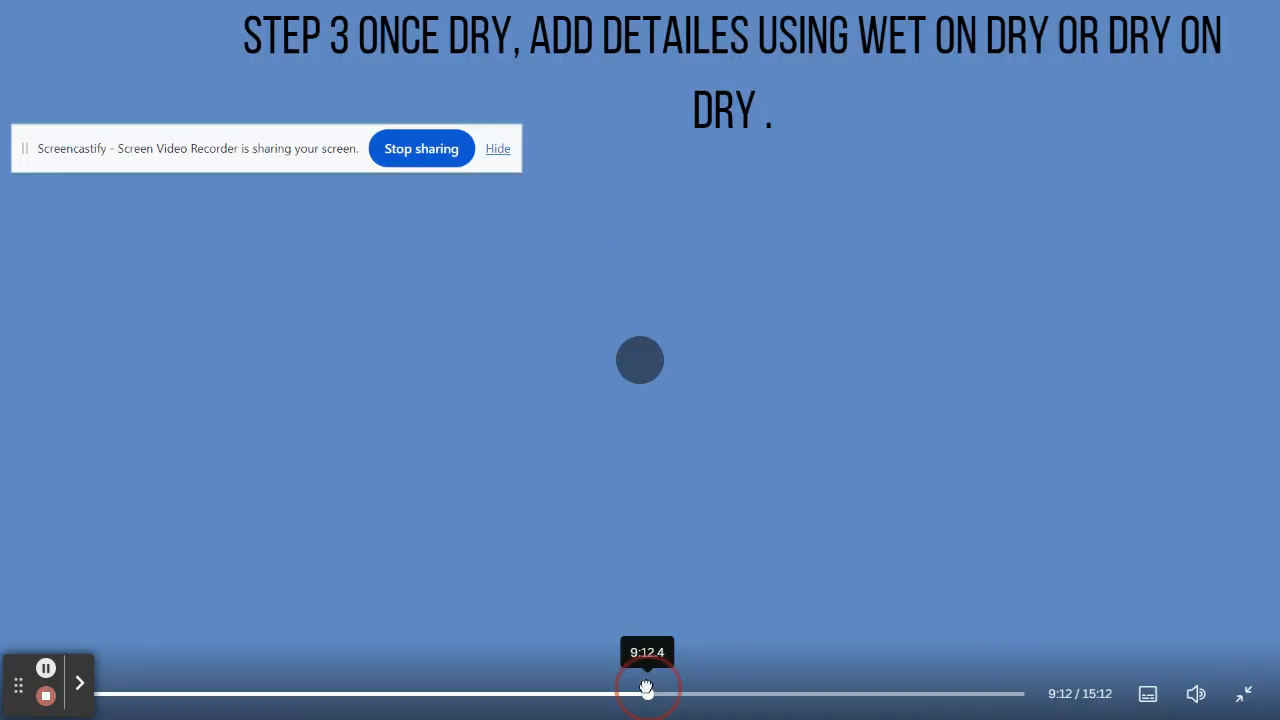 STEP 3 ONCE DRY, ADD DETAILES USING WET ON DRY OR DRY ON
DRY .
Screencastify - Screen Video Recorder is sharing your screen. Stop sharing Hide
9:12.4
9:12 / 15:12